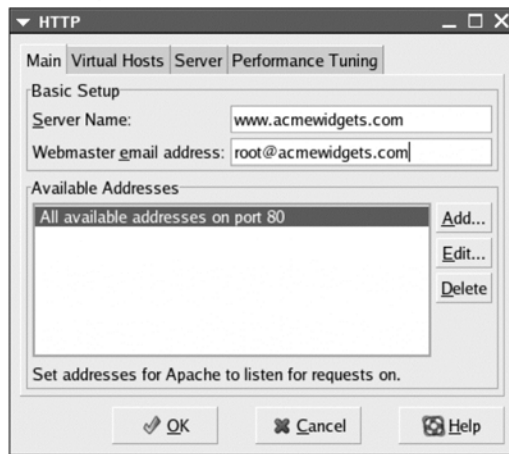 HTTP
Main Virtual Hosts Server Performance Tuning
Basic Setup
Server Name: www.acmewidgets.com
Webmaster email address: root@acmewidgets.com
Available Addresses
All available addresses on port 80
Add...
Edit...
Delete
Set addresses for Apache to listen for requests on.
OK Cancel Help